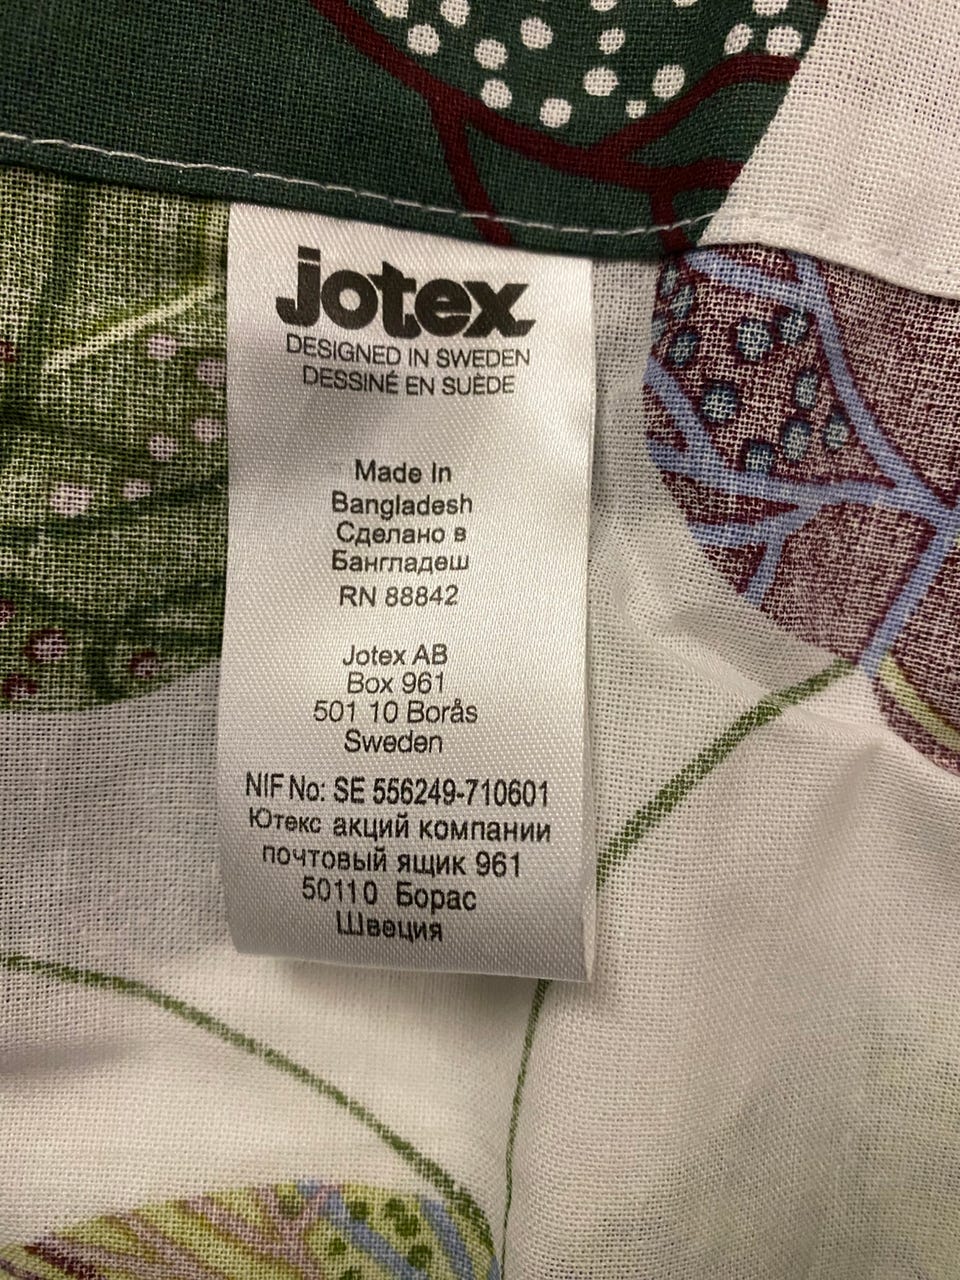 jotex
DESIGNED IN SWEDEN
DESSINÉ EN SUÈDE
Made In
Bangladesh
Сделано в
Бангладеш
RN 88842
Jotex AB
Box 961
501 10 Borås
Sweden
NIF No: SE 556249-710601
Ютекс акций компании
почтовый ящик 961
50110 Борас
Швеция